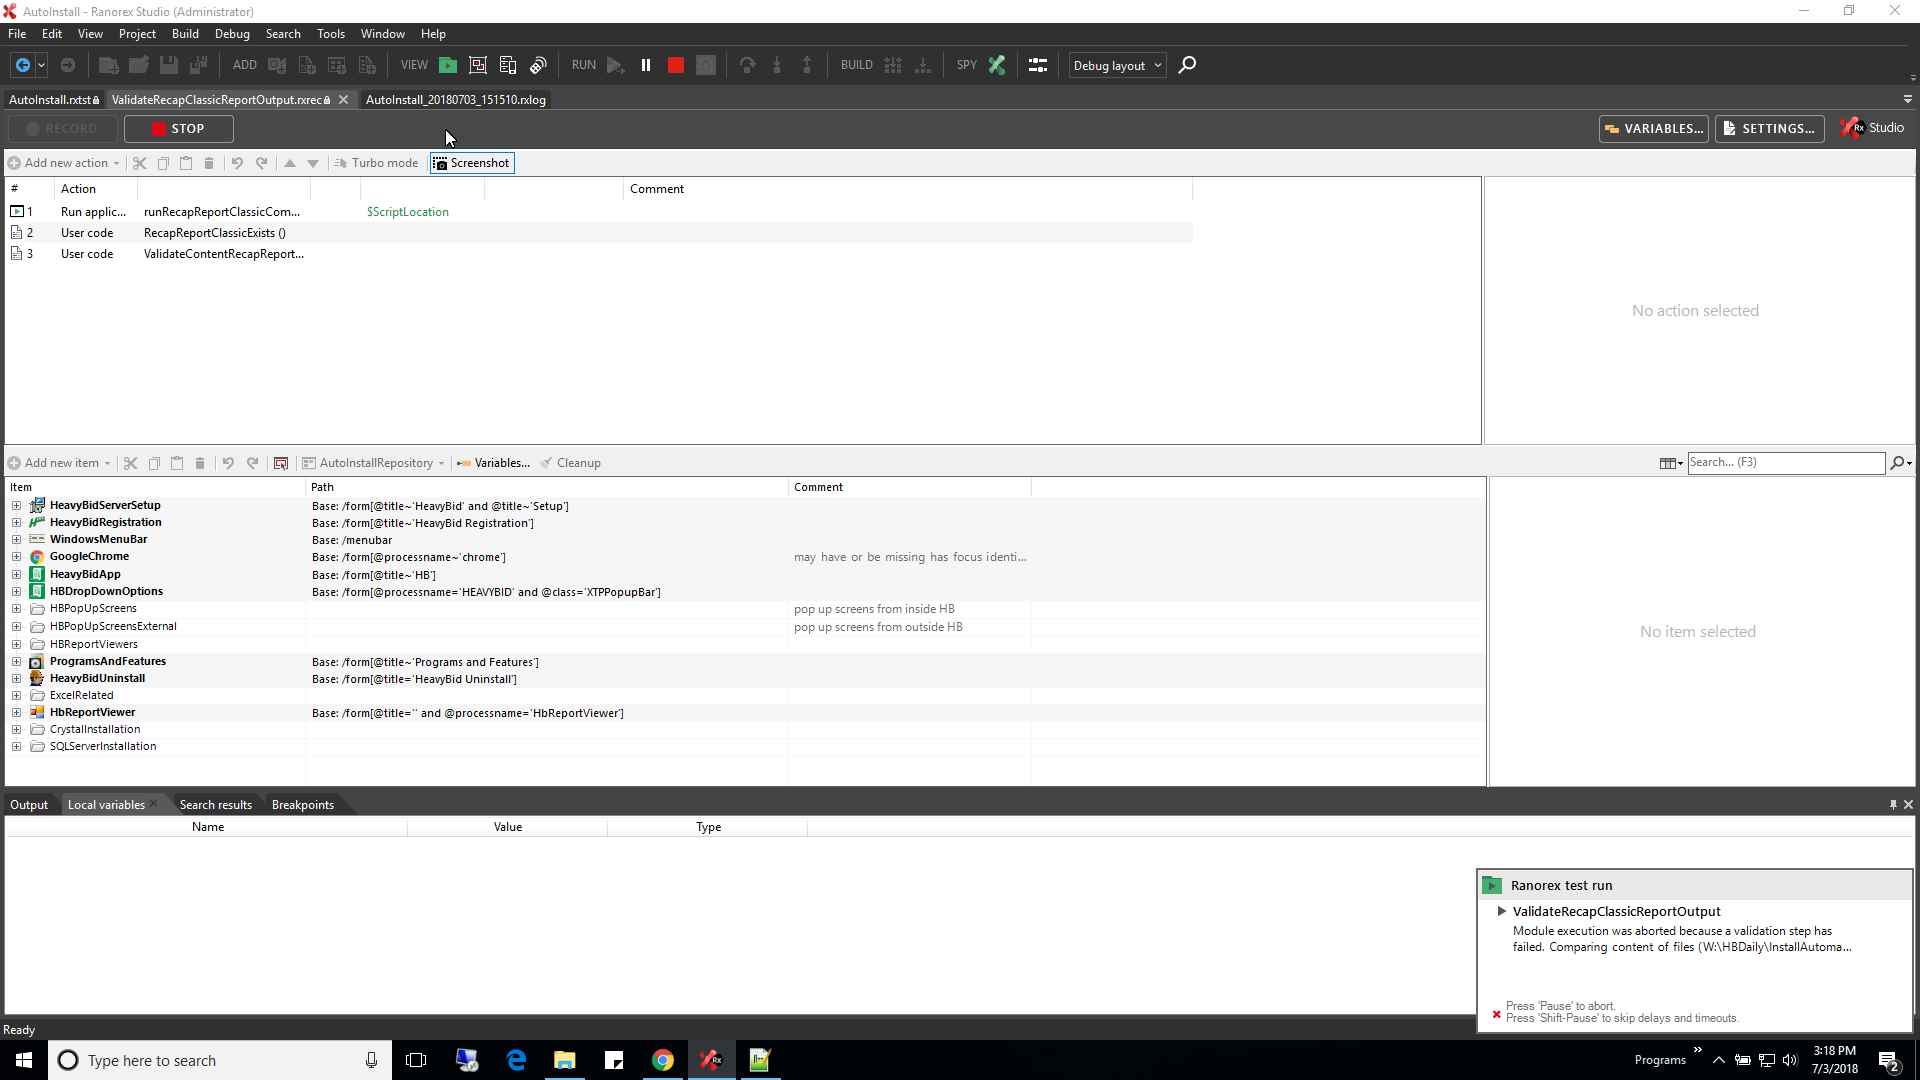 AutoInstall - Ranorex Studio (Administrator)
File Edit View Project Build Debug Search Tools Window Help
ADD VIEW RUN BUILD SPY Debug layout
AutoInstall.rxtst ValidateRecapClassicReportOutput.rxrec AutoInstall_20180703_151510.rxlog
RECORD STOP VARIABLES... SETTINGS... Rx Studio
Add new action Turbo mode Screenshot
# Action Comment
1 Run applic... runRecapReportClassicCom... $ScriptLocation
2 User code RecapReportClassicExists ()
3 User code ValidateContentRecapReport...
No action selected
Add new item AutoInstallRepository Variables... Cleanup Search... (F3)
Item Path Comment
HeavyBidServerSetup Base: /form[@title~'HeavyBid' and @title~'Setup']
HeavyBidRegistration Base: /form[@title~'HeavyBid Registration']
WindowsMenuBar Base: /menubar
GoogleChrome Base: /form[@processname~'chrome'] may have or be missing has focus identi...
HeavyBidApp Base: /form[@title~'HB']
HBDropDownOptions Base: /form[@processname='HEAVYBID' and @class='XTPPopupBar']
HBPopUpScreens pop up screens from inside HB
HBPopUpScreensExternal pop up screens from outside HB
HBReportViewers
ProgramsAndFeatures Base: /form[@title~'Programs and Features']
HeavyBidUninstall Base: /form[@title='HeavyBid Uninstall']
ExcelRelated
HbReportViewer Base: /form[@title='' and @processname='HbReportViewer']
CrystalInstallation
SQLServerInstallation
No item selected
Output Local variables Search results Breakpoints
Name Value Type
Ranorex test run
ValidateRecapClassicReportOutput
Module execution was aborted because a validation step has
failed. Comparing content of files (W:\HBDaily\InstallAutoma...
Press 'Pause' to abort.
Press 'Shift-Pause' to skip delays and timeouts.
Ready
Type here to search
Programs
3:18 PM
7/3/2018
2